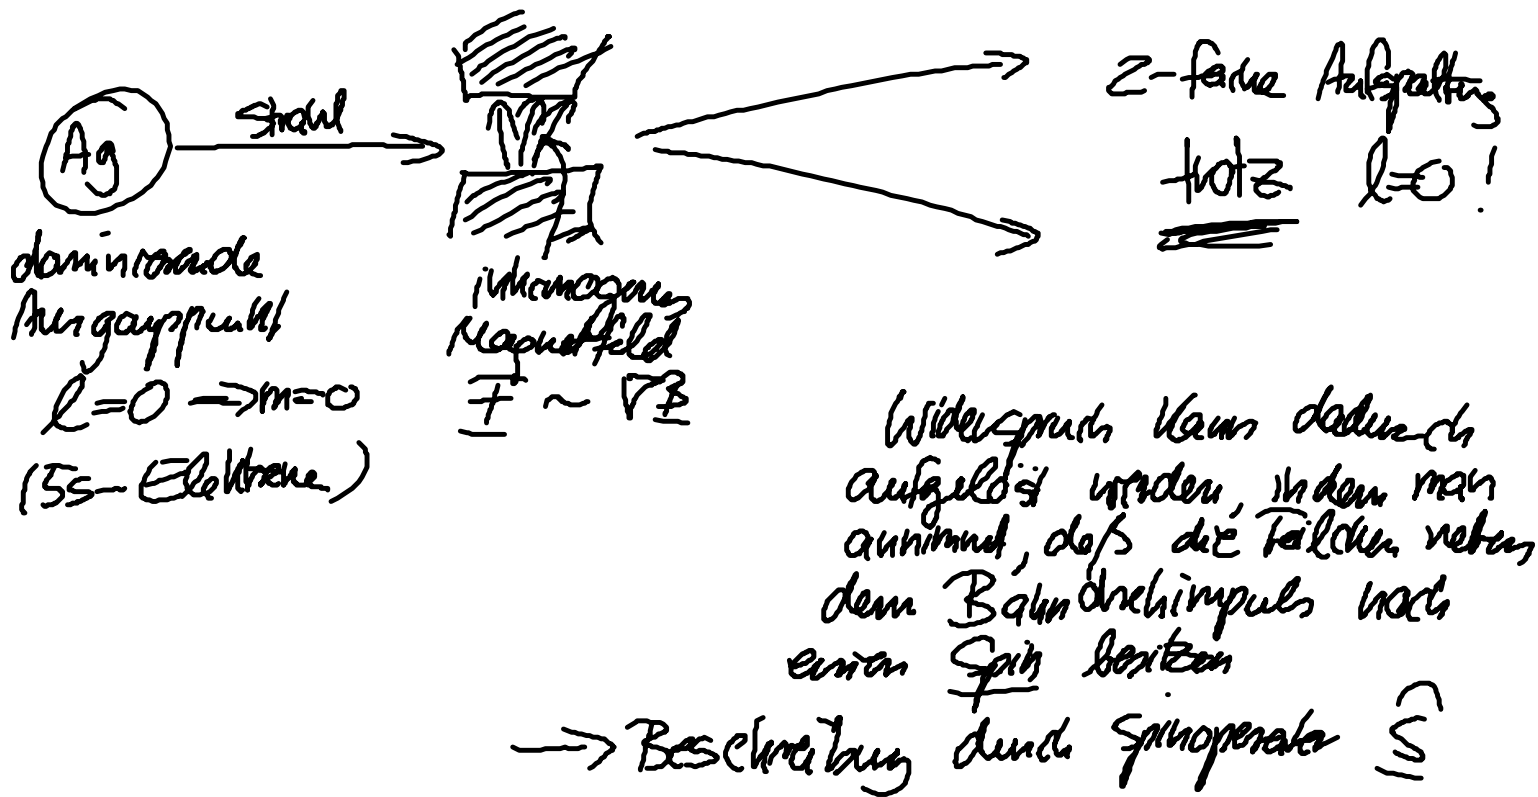 Ag
Strahl
2-fache Aufspaltung
trotz l=0!
dominierende
Ausgangspunkt
l=0 → m=0
(5s-Elektrone)
inhomogenes
Magnetfeld
F ~ ∇B
Widerspruch kann dadurch
aufgelöst werden, indem man
annimmt, daß die Teilchen neben
dem Bahndrehimpuls noch
einen Spin besitzen
→ Beschreibung durch Spinoperator Ŝ